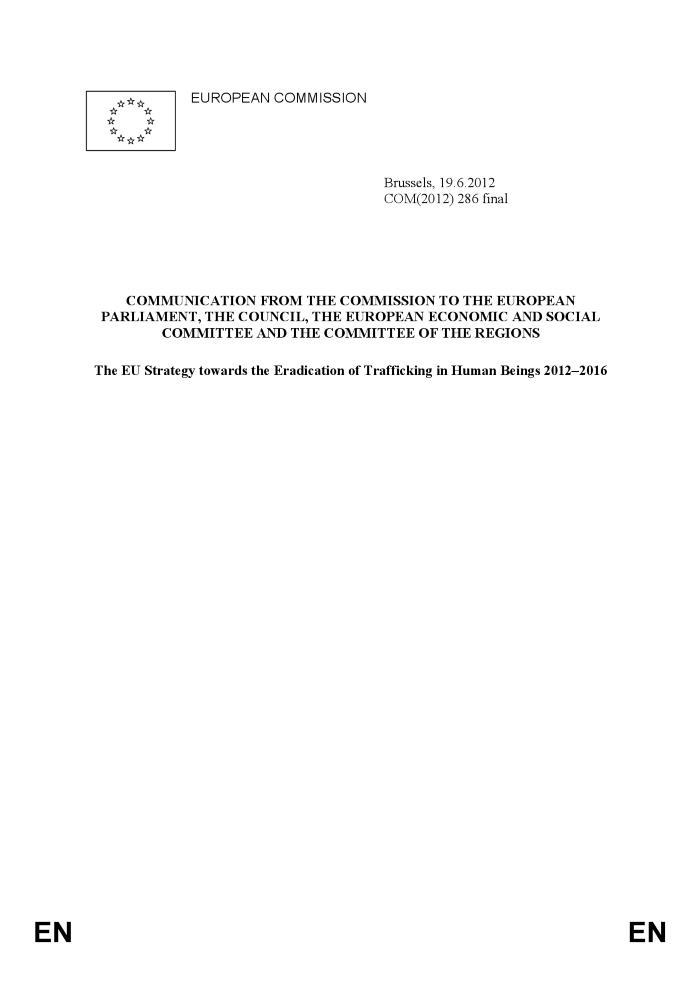 EUROPEAN COMMISSION
Brussels, 19.6.2012
COM(2012) 286 final
COMMUNICATION FROM THE COMMISSION TO THE EUROPEAN
PARLIAMENT, THE COUNCIL, THE EUROPEAN ECONOMIC AND SOCIAL
COMMITTEE AND THE COMMITTEE OF THE REGIONS
The EU Strategy towards the Eradication of Trafficking in Human Beings 2012–2016
EN EN